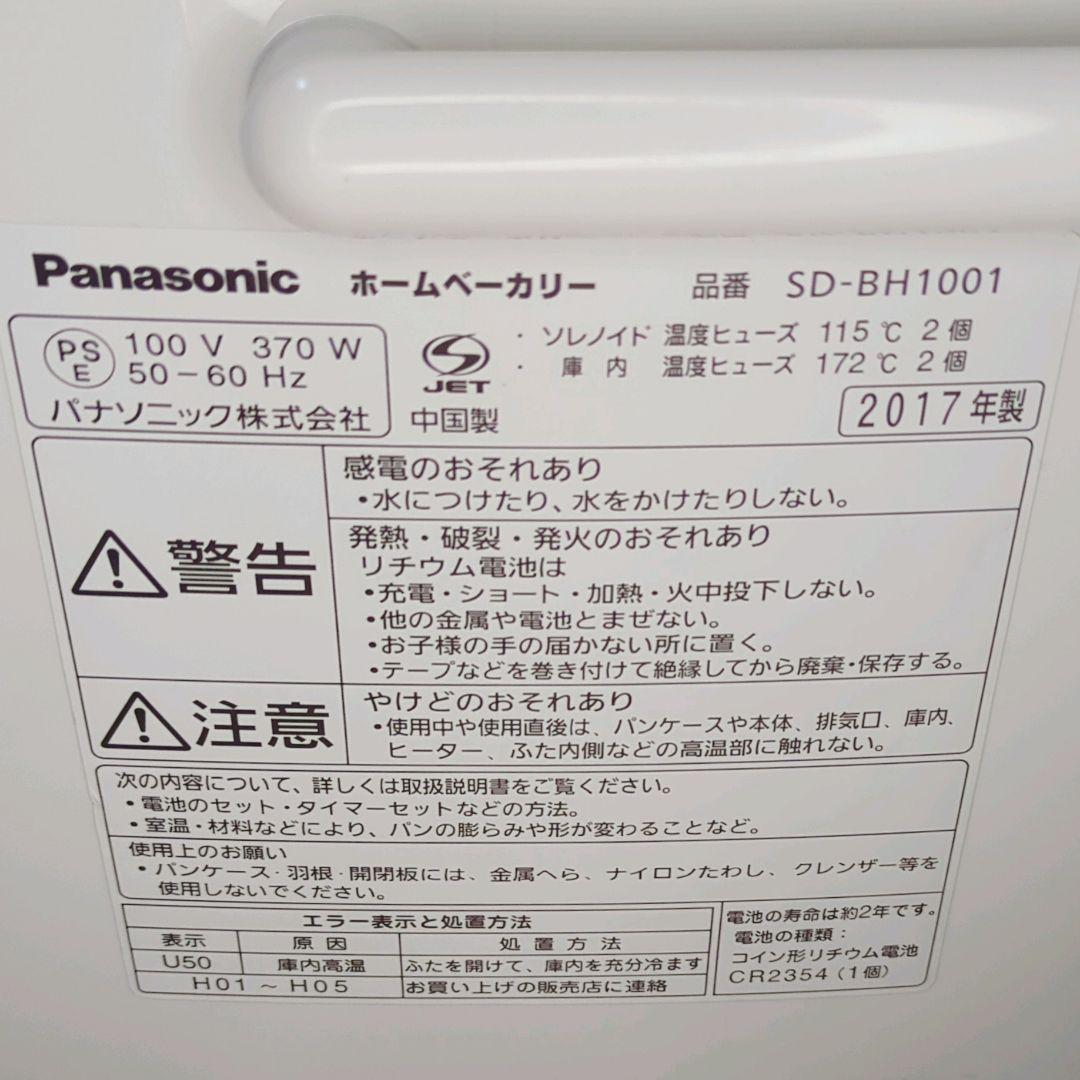 Panasonic ホームベーカリー 品番 SD-BH1001
PSE 100 V 370 W
50-60 Hz
パナソニック株式会社
JET
中国製
・ソレノイド 温度ヒューズ 115 ℃ 2 個
・庫内 温度ヒューズ 172 ℃ 2 個
2017年製
警告
感電のおそれあり
•水につけたり、水をかけたりしない。
発熱・破裂・発火のおそれあり
リチウム電池は
•充電・ショート・加熱・火中投下しない。
•他の金属や電池とまぜない。
•お子様の手の届かない所に置く。
•テープなどを巻き付けて絶縁してから廃棄・保存する。
注意
やけどのおそれあり
•使用中や使用直後は、パンケースや本体、排気口、庫内、
ヒーター、ふた内側などの高温部に触れない。
次の内容について、詳しくは取扱説明書をご覧ください。
•電池のセット・タイマーセットなどの方法。
•室温・材料などにより、パンの膨らみや形が変わることなど。
使用上のお願い
•パンケース・羽根・開閉板には、金属へら、ナイロンたわし、クレンザー等を
使用しないでください。
エラー表示と処置方法
表示 原因 処置方法
U50 庫内高温 ふたを開けて、庫内を充分冷ます
H01 ~ H05 お買い上げの販売店に連絡
電池の寿命は約2年です。
電池の種類：
コイン形リチウム電池
CR2354（1個）